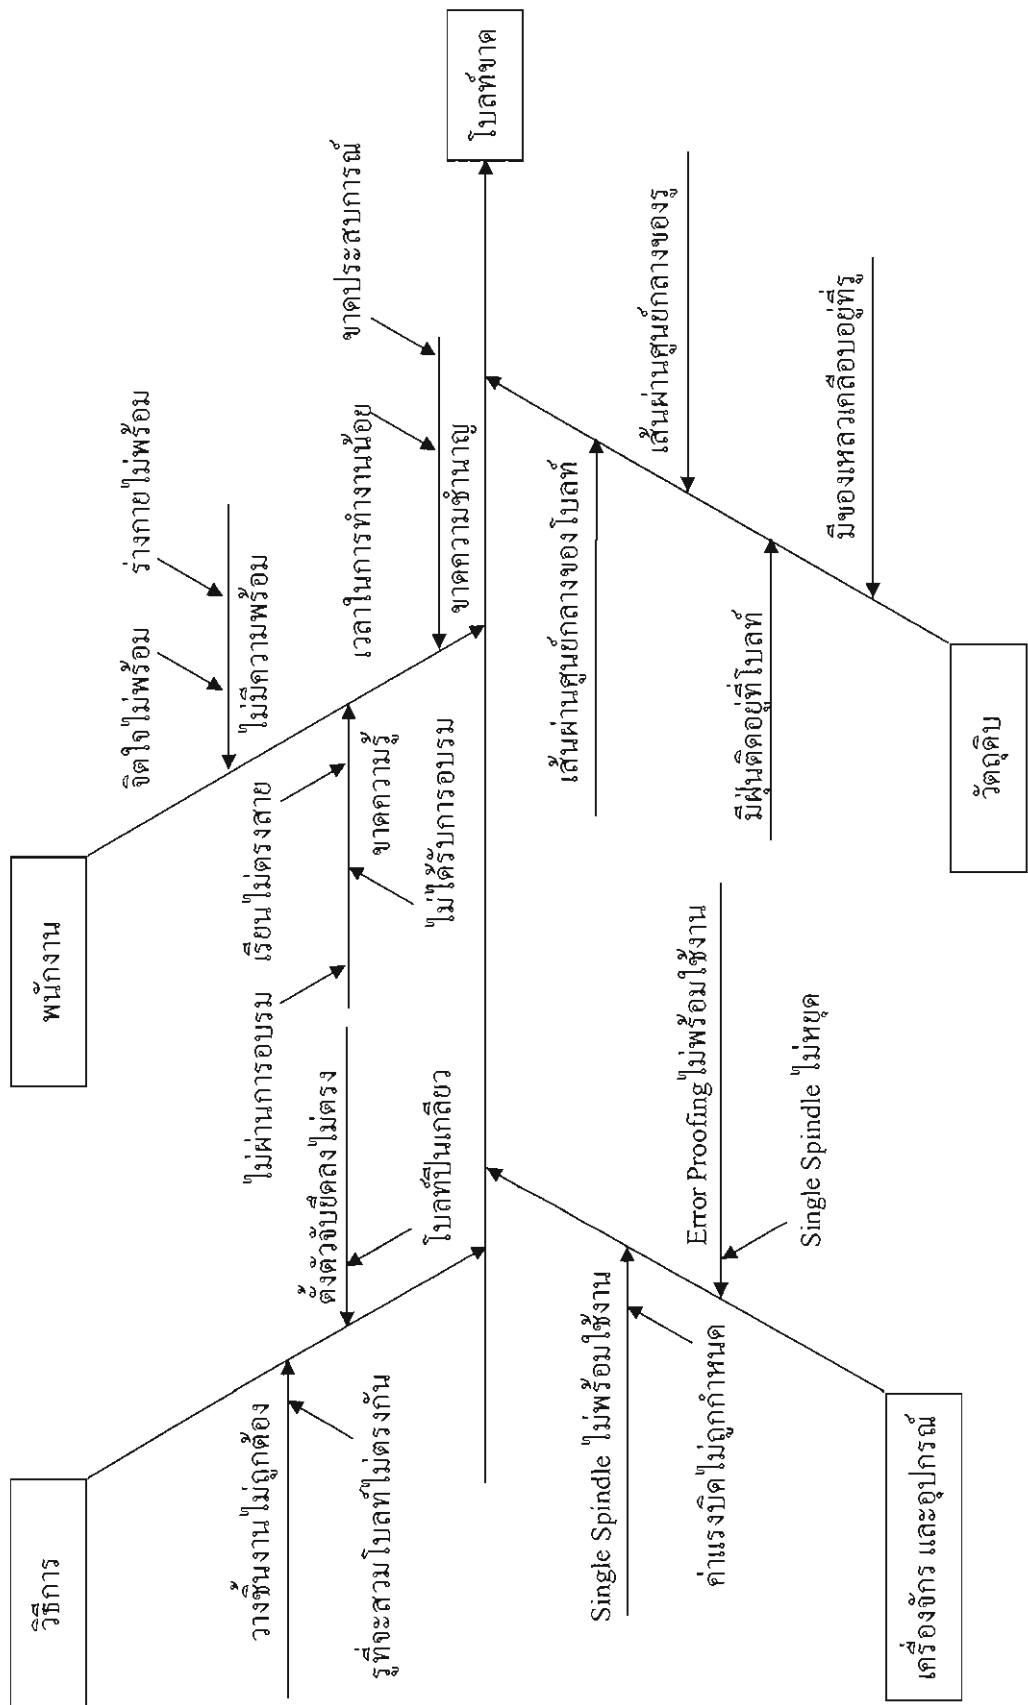 วิธีการ
พนักงาน
จิตใจไม่พร้อม
ร่างกายไม่พร้อม
ไม่มีความพร้อม
วางชิ้นงานไม่ถูกต้อง
ไม่ผ่านการอบรม
เรียนไม่ตรงสาย
ตั้งตัวจับยึดลงไม่ตรง
ขาดความรู้
เวลาในการทำงานน้อย
ขาดประสบการณ์
รูที่จะสวมโบลท์ไม่ตรงกัน
โบลท์ปีนเกลียว
ไม่ได้รับการอบรม
ขาดความชำนาญ
โบลท์ขาด
Single Spindle ไม่พร้อมใช้งาน
เส้นผ่านศูนย์กลางของโบลท์
เส้นผ่านศูนย์กลางของรู
Error Proofing ไม่พร้อมใช้งาน
ค่าแรงบิดไม่ถูกกำหนด
มีฝุ่นติดอยู่ที่โบลท์
Single Spindle ไม่หยุด
มีของเหลวเคลือบอยู่ที่รู
เครื่องจักร และอุปกรณ์
วัตถุดิบ